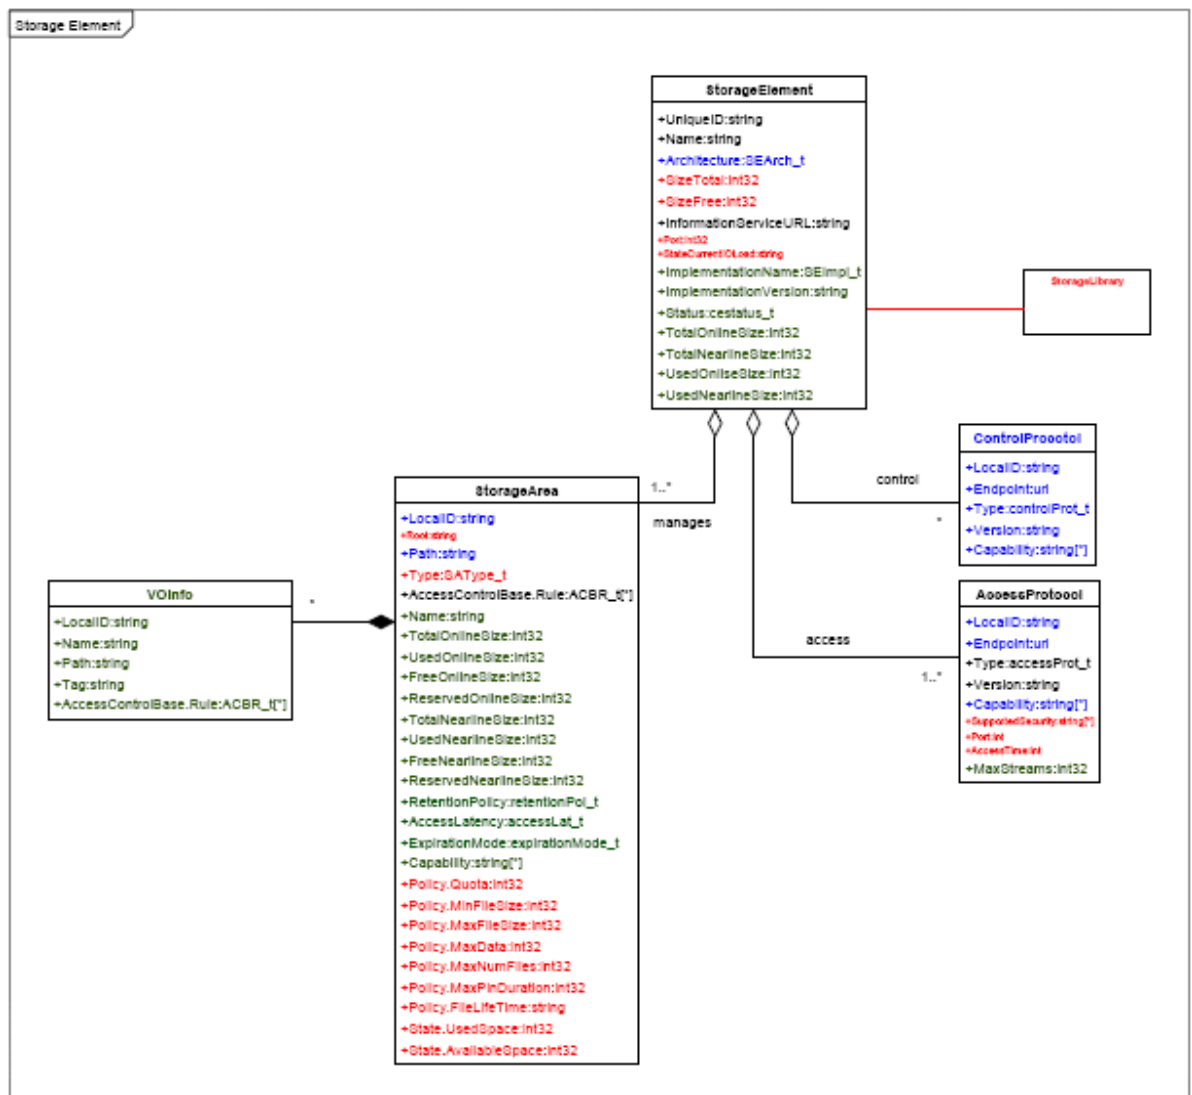 Storage Element
StorageElement
+UniqueID:string
+Name:string
+Architecture:SEArch_t
+SizeTotal:int32
+SizeFree:int32
+InformationServiceURL:string
+Port:int32
+StateCurrentIOLoad:string
+ImplementationName:SEImpl_t
+ImplementationVersion:string
+Status:cestatus_t
+TotalOnlineSize:int32
+TotalNearlineSize:int32
+UsedOnlineSize:int32
+UsedNearlineSize:int32
StorageLibrary
ControlProcotol
+LocalID:string
+Endpoint:url
+Type:controlProt_t
+Version:string
+Capability:string[*]
control
*
1..*
manages
StorageArea
+LocalID:string
+Root:string
+Path:string
+Type:SAType_t
+AccessControlBase.Rule:ACBR_t[*]
+Name:string
+TotalOnlineSize:int32
+UsedOnlineSize:int32
+FreeOnlineSize:int32
+ReservedOnlineSize:int32
+TotalNearlineSize:int32
+UsedNearlineSize:int32
+FreeNearlineSize:int32
+ReservedNearlineSize:int32
+RetentionPolicy:retentionPol_t
+AccessLatency:accessLat_t
+ExpirationMode:expirationMode_t
+Capability:string[*]
+Policy.Quota:int32
+Policy.MinFileSize:int32
+Policy.MaxFileSize:int32
+Policy.MaxData:int32
+Policy.MaxNumFiles:int32
+Policy.MaxPinDuration:int32
+Policy.FileLifeTime:string
+State.UsedSpace:int32
+State.AvailableSpace:int32
VOInfo
+LocalID:string
+Name:string
+Path:string
+Tag:string
+AccessControlBase.Rule:ACBR_t[*]
*
access
1..*
AccessProtocol
+LocalID:string
+Endpoint:url
+Type:accessProt_t
+Version:string
+Capability:string[*]
+SupportedSecurity:string[*]
+Port:int
+AccessTime:int
+MaxStreams:int32